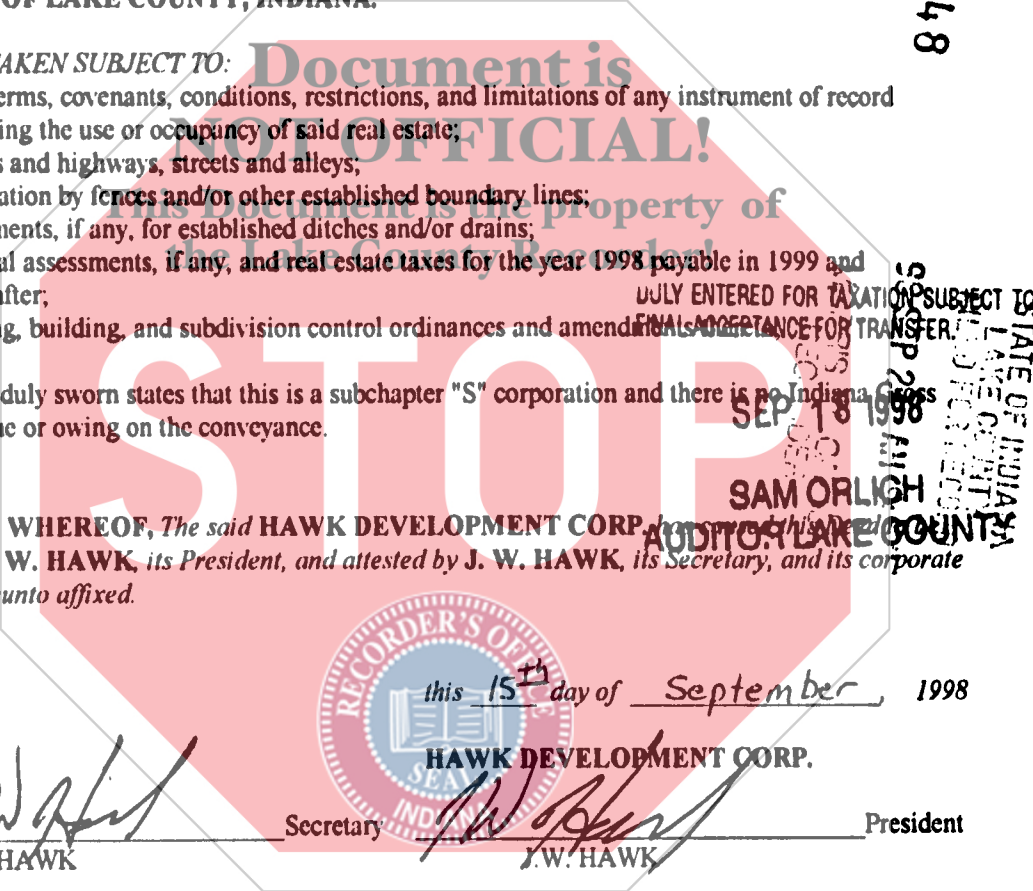 OF LAKE COUNTY, INDIANA.
48
AKEN SUBJECT TO:
erms, covenants, conditions, restrictions, and limitations of any instrument of record
ing the use or occupancy of said real estate;
s and highways, streets and alleys;
ation by fences and/or other established boundary lines;
nents, if any, for established ditches and/or drains;
al assessments, if any, and real estate taxes for the year 1998 payable in 1999 and
after;
g, building, and subdivision control ordinances and amendments
duly sworn states that this is a subchapter "S" corporation and there is no Indiana Gross
ne or owing on the conveyance.
Document is
NOT OFFICIAL!
This Document is the property of
the Lake County Recorder!
STOP
DULY ENTERED FOR TAXATION SUBJECT TO
FINAL ACCEPTANCE FOR TRANSFER.
SEP 18 1998
SAM ORLICH
AUDITOR LAKE COUNTY
STATE OF INDIANA
LAKE COUNTY
WHEREOF, The said HAWK DEVELOPMENT CORP. this Deed
W. HAWK, its President, and attested by J. W. HAWK, its Secretary, and its corporate
unto affixed.
RECORDER'S OFFICE
SEAL
INDIANA
this 15th day of September, 1998
HAWK DEVELOPMENT CORP.
Secretary President
HAWK J.W. HAWK